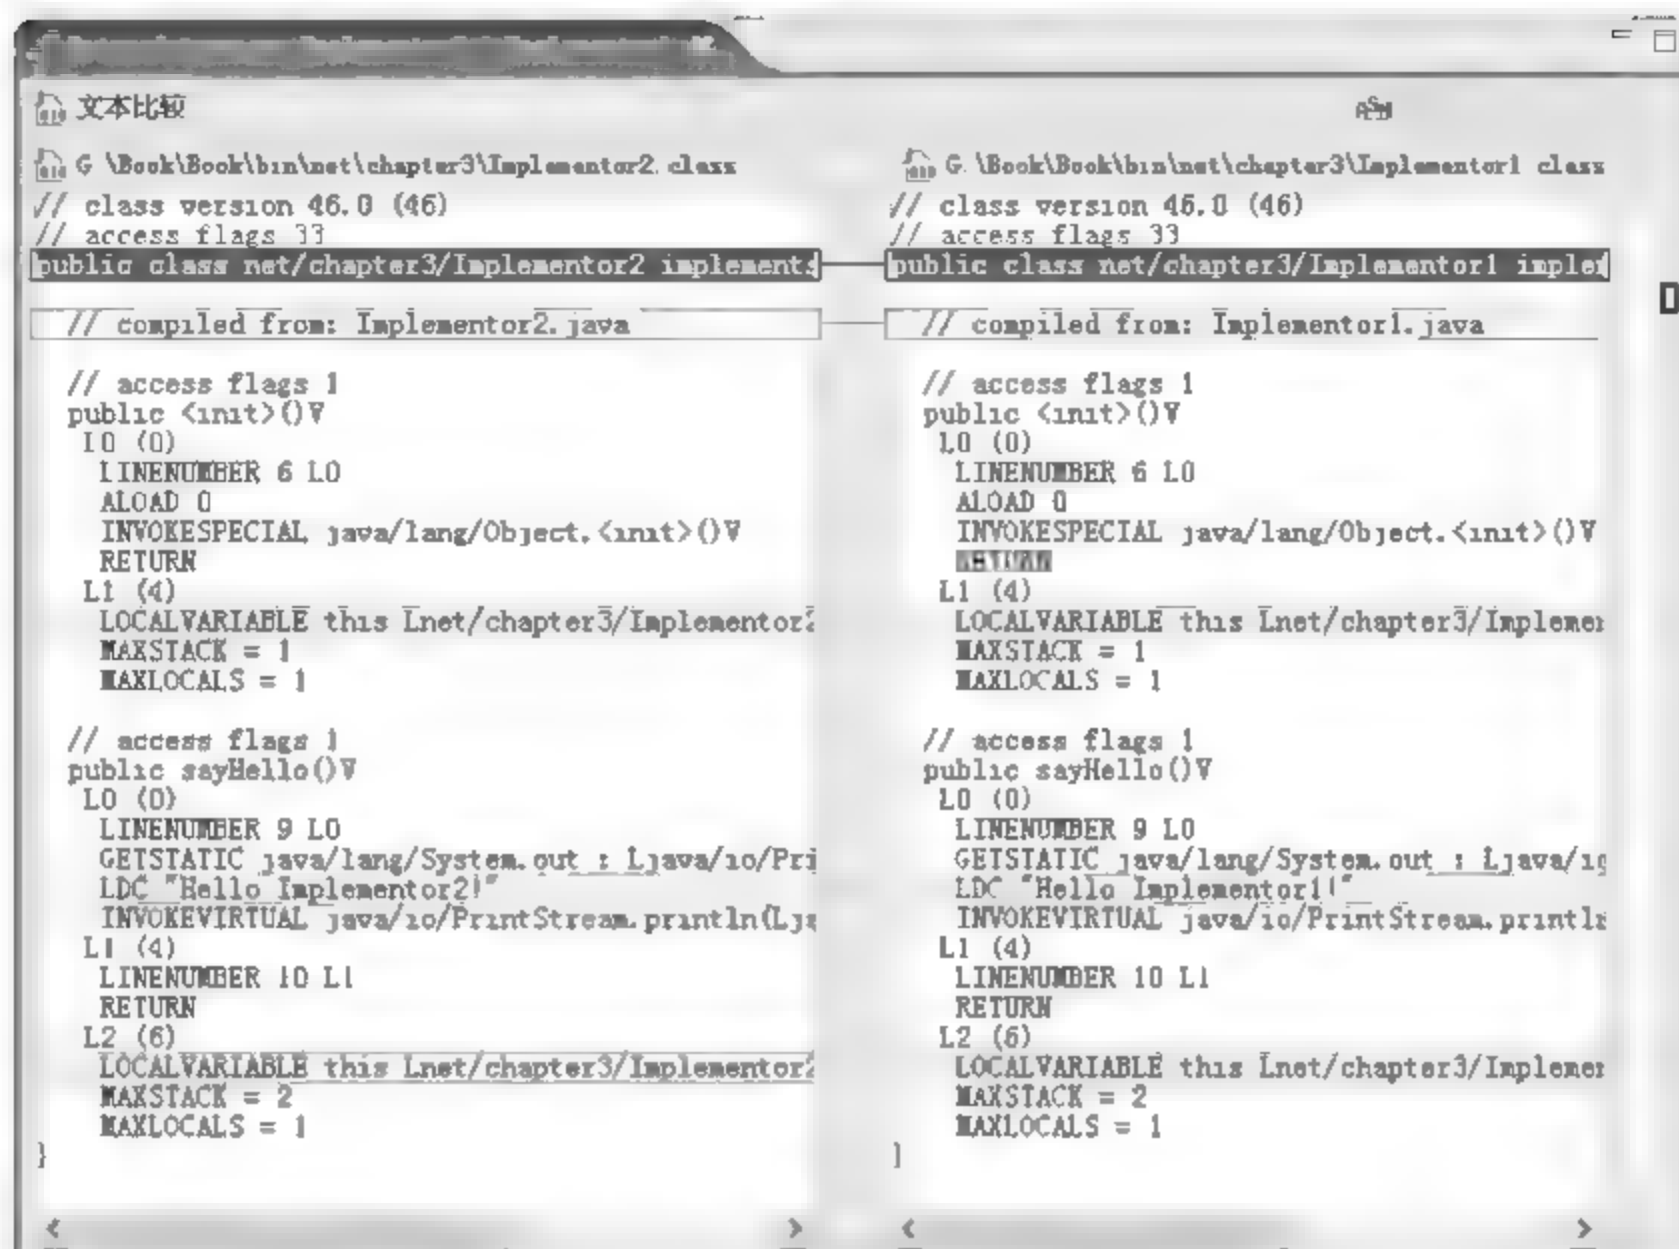 文本比较
G \Book\Book\bin\net\chapter3\Implementor2.class
// class version 46.0 (46)
// access flags 33
public class net/chapter3/Implementor2 implements
// compiled from: Implementor2.java
// access flags 1
public <init>()V
L0 (0)
LINENUMBER 6 L0
ALOAD 0
INVOKESPECIAL java/lang/Object.<init>()V
RETURN
L1 (4)
LOCALVARIABLE this Lnet/chapter3/Implementor2
MAXSTACK = 1
MAXLOCALS = 1
// access flags 1
public sayHello()V
L0 (0)
LINENUMBER 9 L0
GETSTATIC java/lang/System.out : Ljava/io/Pri
LDC "Hello Implementor2!"
INVOKEVIRTUAL java/io/PrintStream.println(Lja
L1 (4)
LINENUMBER 10 L1
RETURN
L2 (6)
LOCALVARIABLE this Lnet/chapter3/Implementor2
MAXSTACK = 2
MAXLOCALS = 1
}
G \Book\Book\bin\net\chapter3\Implementor1 class
// class version 46.0 (46)
// access flags 33
public class net/chapter3/Implementor1 implem
// compiled from: Implementor1.java
// access flags 1
public <init>()V
L0 (0)
LINENUMBER 6 L0
ALOAD 0
INVOKESPECIAL java/lang/Object.<init>()V
RETURN
L1 (4)
LOCALVARIABLE this Lnet/chapter3/Implemen
MAXSTACK = 1
MAXLOCALS = 1
// access flags 1
public sayHello()V
L0 (0)
LINENUMBER 9 L0
GETSTATIC java/lang/System.out : Ljava/io
LDC "Hello Implementor1!"
INVOKEVIRTUAL java/io/PrintStream.println
L1 (4)
LINENUMBER 10 L1
RETURN
L2 (6)
LOCALVARIABLE this Lnet/chapter3/Implemen
MAXSTACK = 2
MAXLOCALS = 1
}